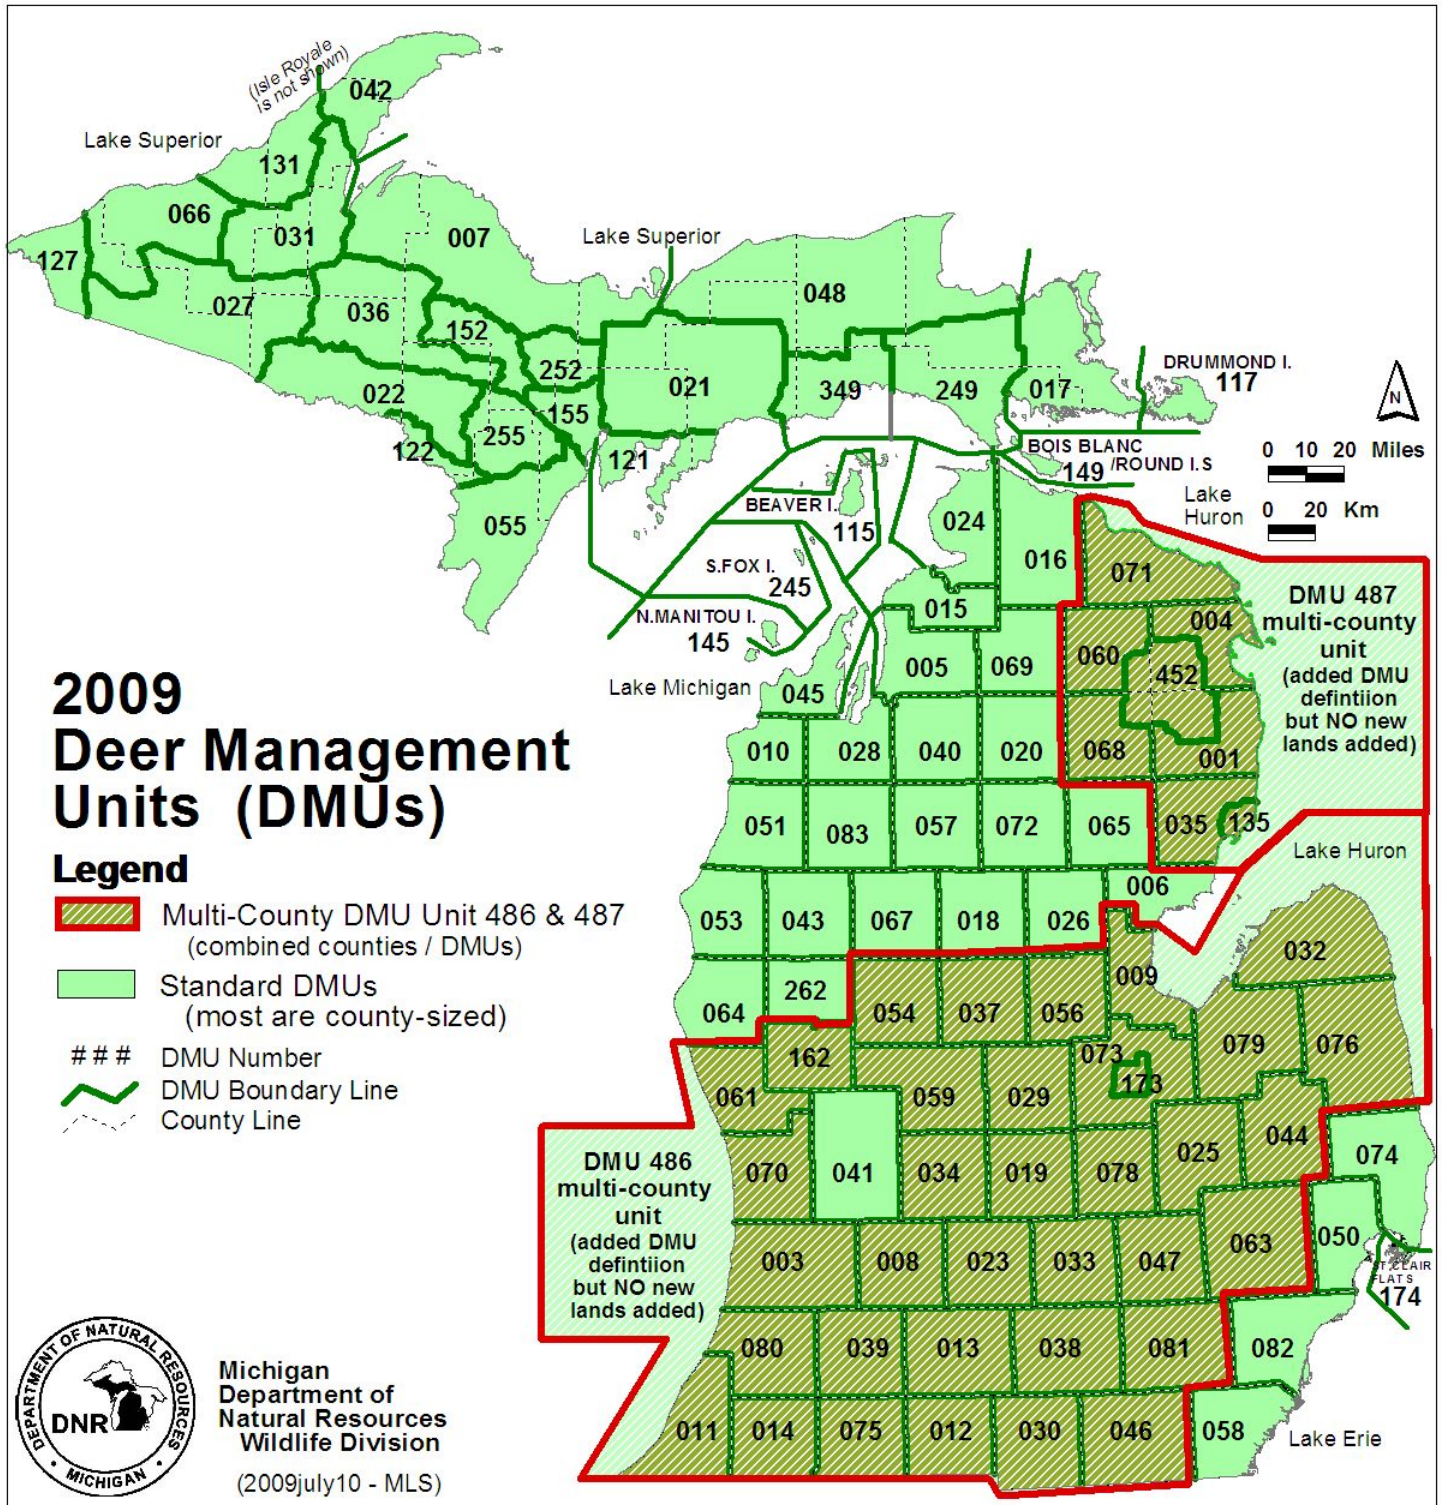 (Isle Royale
is not shown)
042
Lake Superior
131
066
031
007
Lake Superior
127
027
036
048
152
252
022
021
349
249
017
DRUMMOND I.
117
155
255
122
121
BOIS BLANC
/ROUND I.S
149
N
0 10 20 Miles
0 20 Km
Lake
Huron
055
BEAVER I.
115
024
016
071
S.FOX I.
245
N.MANITOU I.
145
015
004
DMU 487
multi-county
unit
(added DMU
defintiion
but NO new
lands added)
005
069
060
452
Lake Michigan
045
2009
Deer Management
Units (DMUs)
010
028
040
020
068
001
051
083
057
072
065
035
135
Lake Huron
Legend
Multi-County DMU Unit 486 & 487
(combined counties / DMUs)
Standard DMUs
(most are county-sized)
# # # DMU Number
DMU Boundary Line
County Line
006
053
043
067
018
026
032
009
064
262
054
037
056
079
076
162
073
173
061
059
029
025
044
074
DMU 486
multi-county
unit
(added DMU
defintiion
but NO new
lands added)
070
041
034
019
078
003
008
023
033
047
063
050
ST.CLAIR
FLATS
174
080
039
013
038
081
082
011
014
075
012
030
046
058
Lake Erie
DEPARTMENT OF NATURAL RESOURCES
DNR
• MICHIGAN •
Michigan
Department of
Natural Resources
Wildlife Division
(2009july10 - MLS)